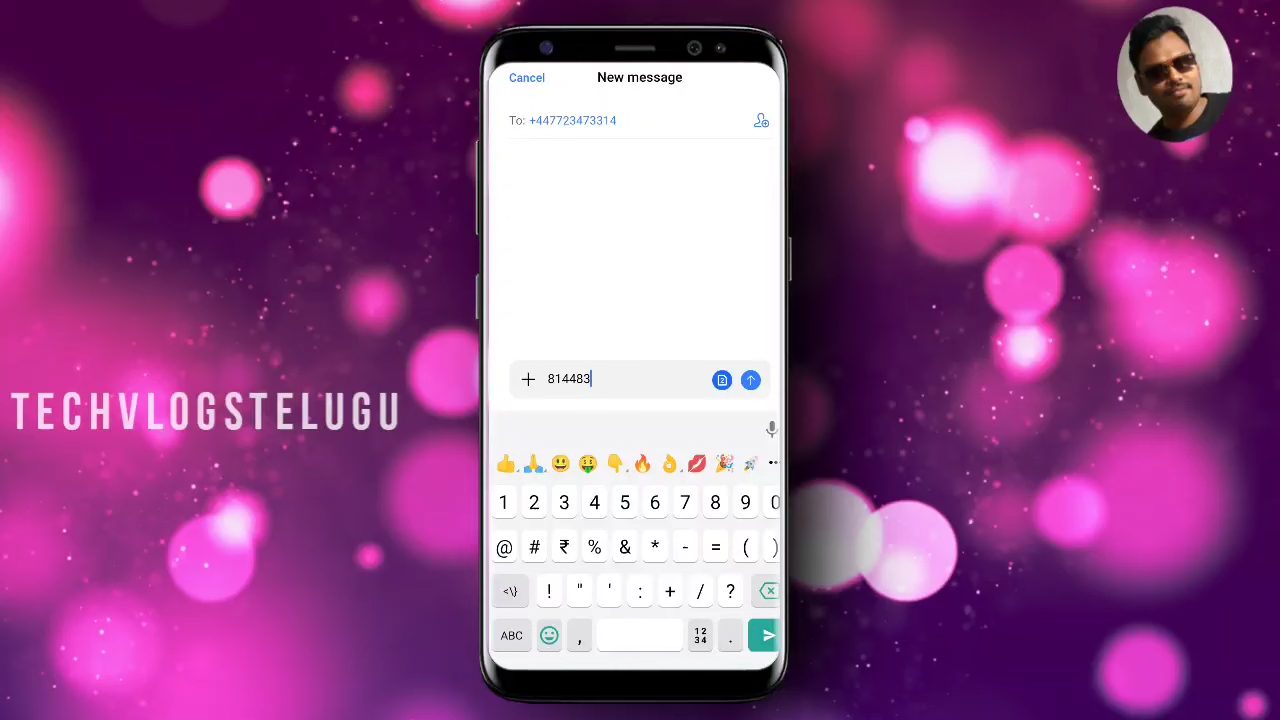 Cancel New message
To: +447723473314
TECHVLOGSTELUGU
814483
1 2 3 4 5 6 7 8 9 0
@ # ₹ % & * - = ( )
<\} ! " ' : + / ?
ABC , 12 34 .